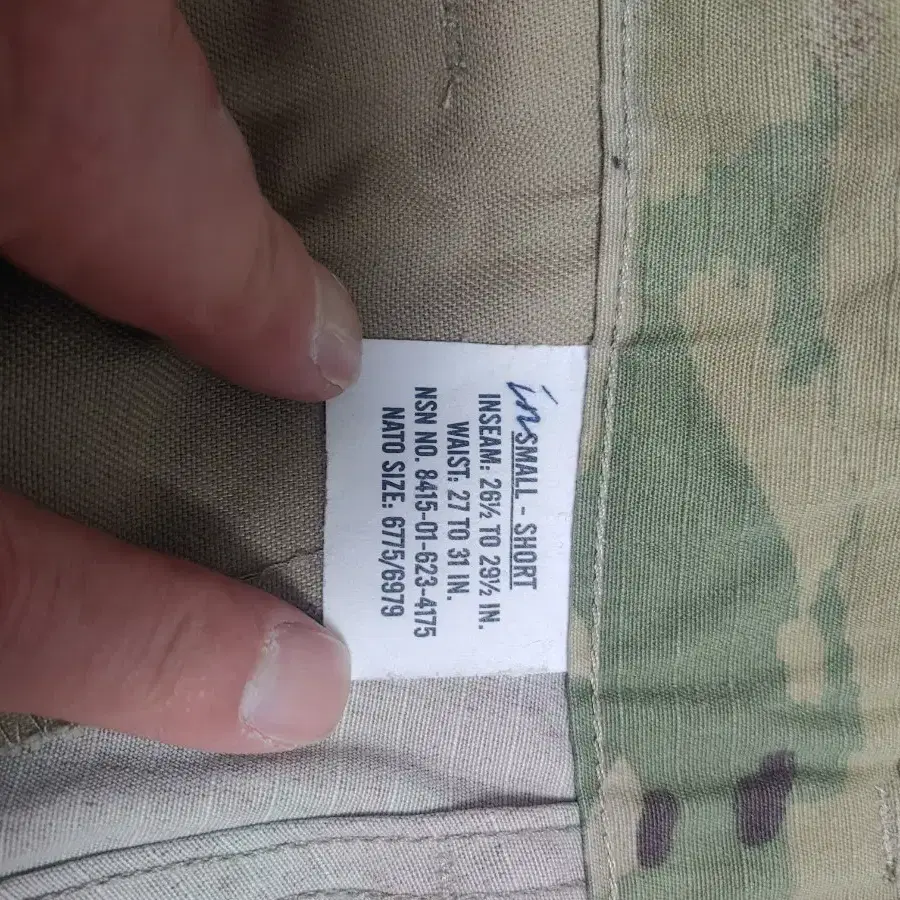 in SMALL - SHORT
INSEAM: 26½ TO 29½ IN.
WAIST: 27 TO 31 IN.
NSN NO. 8415-01-623-4175
NATO SIZE: 6775/6979